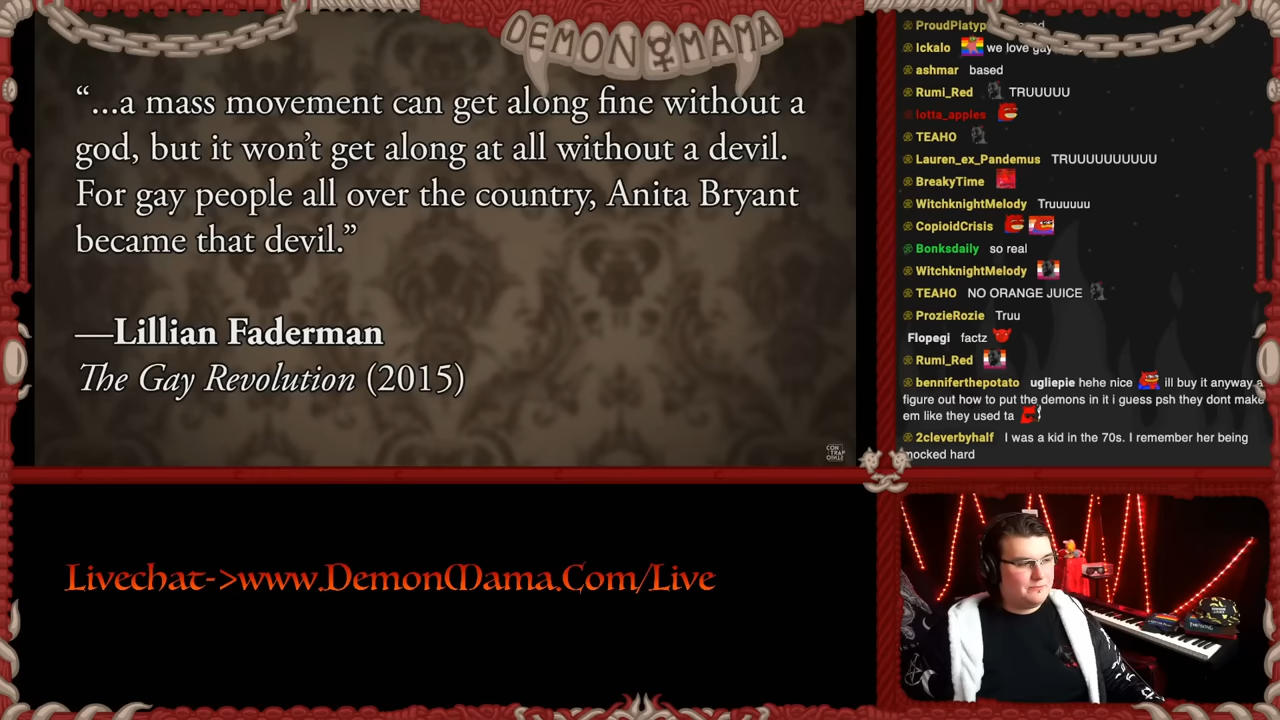 DEMON MAMA
“…a mass movement can get along fine without a
god, but it won’t get along at all without a devil.
For gay people all over the country, Anita Bryant
became that devil.”
—Lillian Faderman
The Gay Revolution (2015)
CON
TRAP
Livechat->www.DemonMama.Com/Live
ProudPlatyp
Ickalo we love gay
ashmar based
Rumi_Red TRUUUUU
lotta_apples
TEAHO
Lauren_ex_Pandemus TRUUUUUUUUUU
BreakyTime
WitchknightMelody Truuuuuu
CopioidCrisis
Bonksdaily so real
WitchknightMelody
TEAHO NO ORANGE JUICE
ProzieRozie Truu
Flopegi factz
Rumi_Red
benniferthepotato ugliepie hehe nice ill buy it anyway a
figure out how to put the demons in it i guess psh they dont make
em like they used ta
2cleverbyhalf I was a kid in the 70s. I remember her being
mocked hard